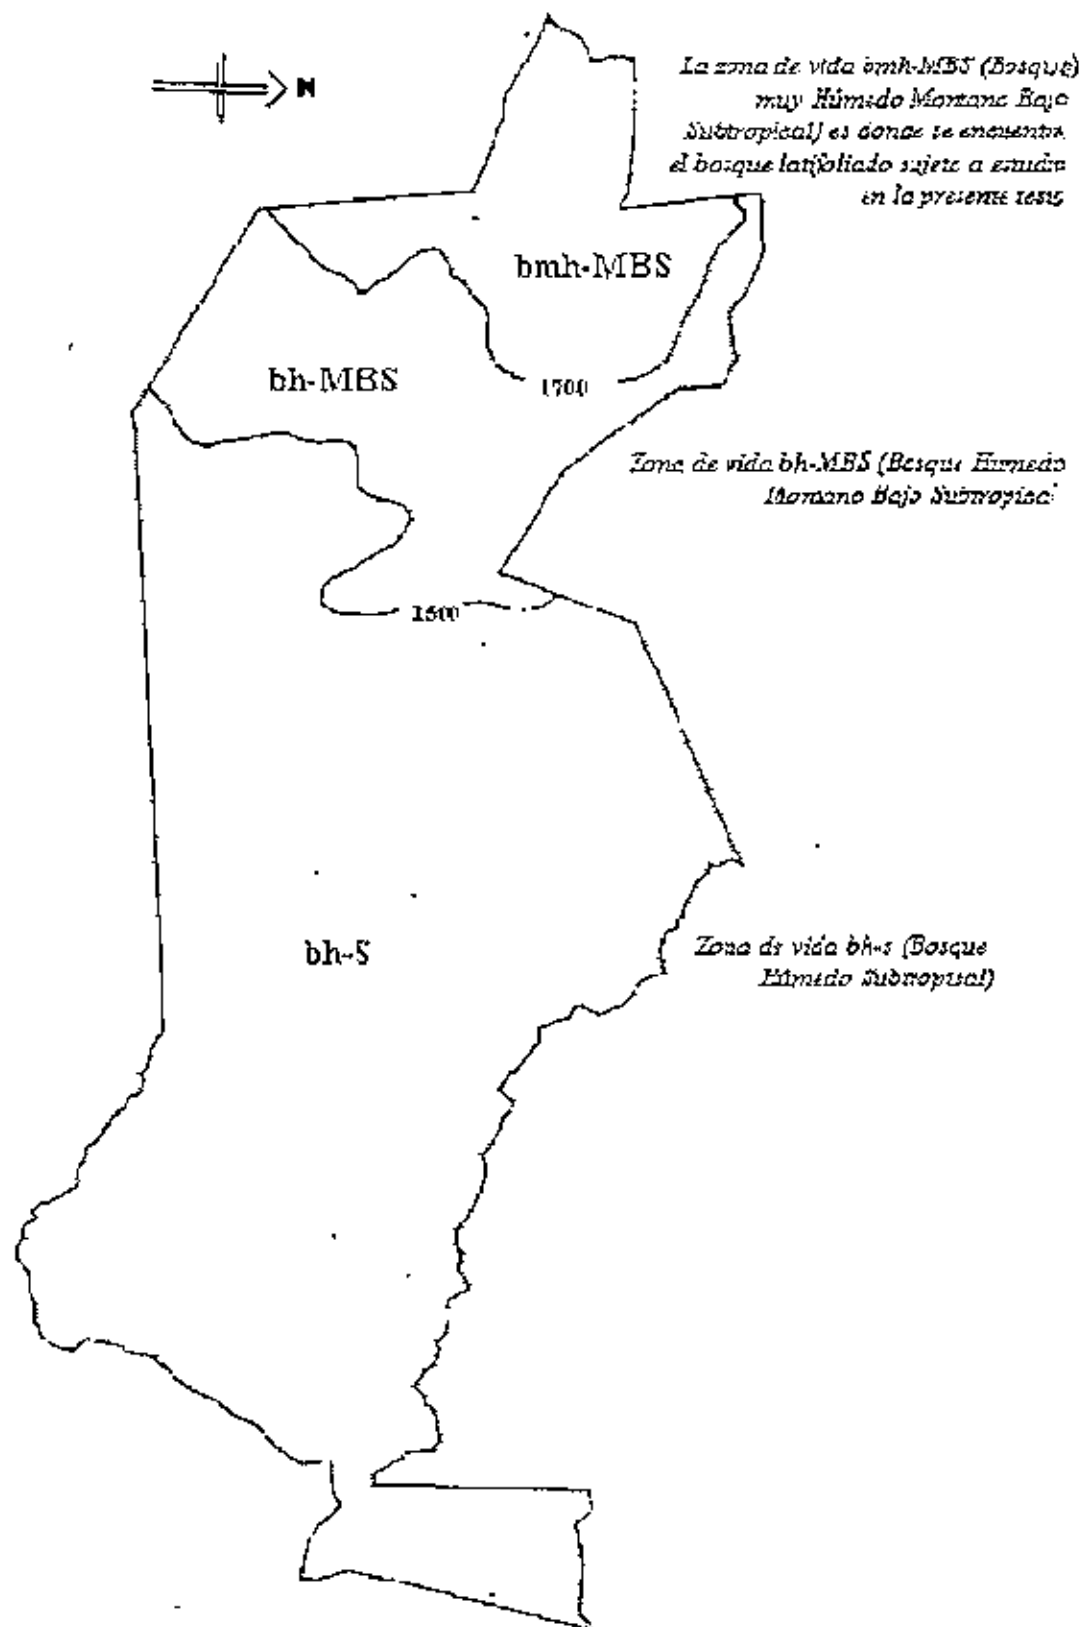 N
La zona de vida bmh-MBS (Bosque)
muy Húmedo Montano Bajo
Subtropical) es donde se encuentra
el bosque latifoliado sujeto a estudio
en la presente tesis
bmh-MBS
bh-MBS
1700
Zona de vida bh-MBS (Bosque Humedo
Montano Bajo Subtropical
1500
bh-S
Zona de vida bh-s (Bosque
Húmedo Subtropical)